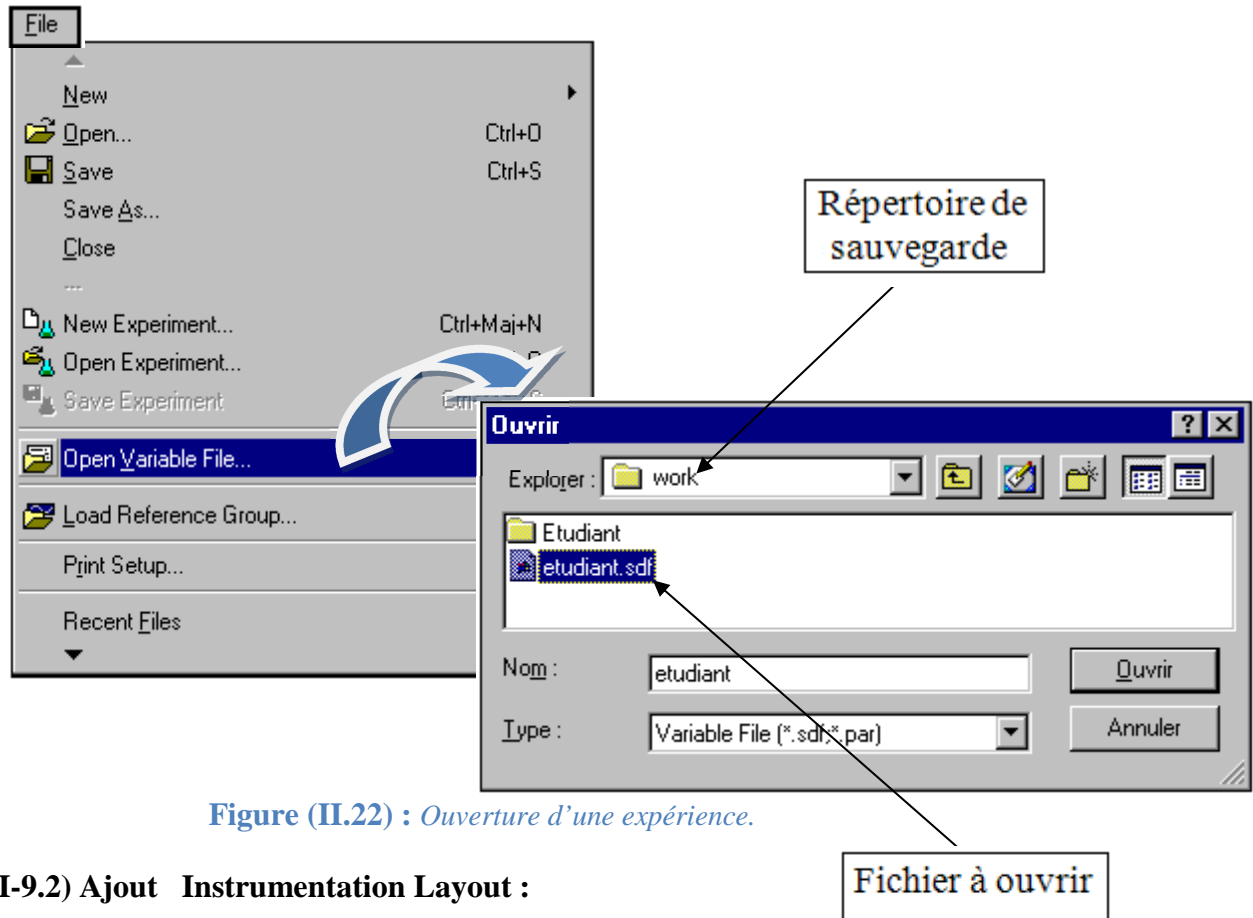 File
New
Open... Ctrl+O
Save Ctrl+S
Save As...
Close
...
New Experiment... Ctrl+Maj+N
Open Experiment...
Save Experiment
Open Variable File...
Load Reference Group...
Print Setup...
Recent Files
Répertoire de
sauvegarde
Ouvrir
Explorer : work
Etudiant
etudiant.sdf
Nom : etudiant Ouvrir
Type : Variable File (*.sdf;*.par) Annuler
Figure (II.22) : Ouverture d’une expérience.
Fichier à ouvrir
I-9.2) Ajout Instrumentation Layout :